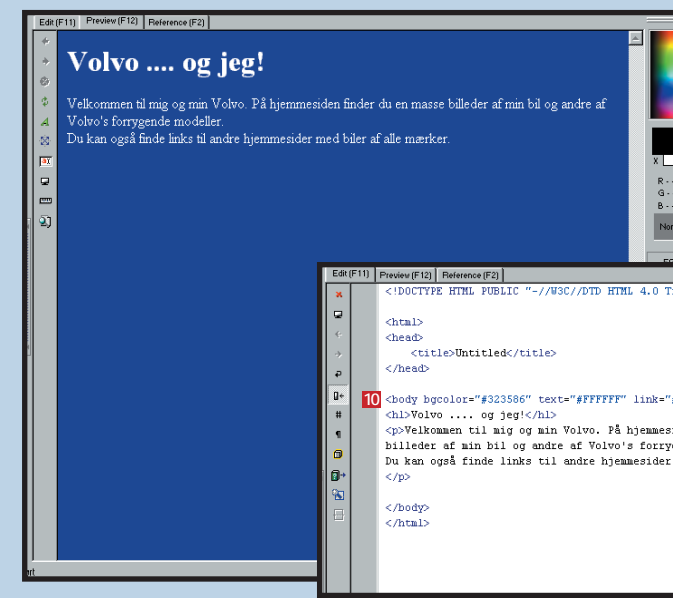 Edit (F11) Preview (F12) Reference (F2)
Volvo .... og jeg!
Velkommen til mig og min Volvo. På hjemmesiden finder du en masse billeder af min bil og andre af
Volvo's forrygende modeller.
Du kan også finde links til andre hjemmesider med biler af alle mærker.
X
R -
G -
B -
Edit (F11) Preview (F12) Reference (F2)
<!DOCTYPE HTML PUBLIC "-//W3C//DTD HTML 4.0
<html>
<head>
<title>Untitled</title>
</head>
10 <body bgcolor="#323586" text="#FFFFFF" link="
<h1>Volvo .... og jeg!</h1>
<p>Velkommen til mig og min Volvo. På hjemmesi
billeder af min bil og andre af Volvo's forry
Du kan også finde links til andre hjemmesider
</p>
</body>
</html>